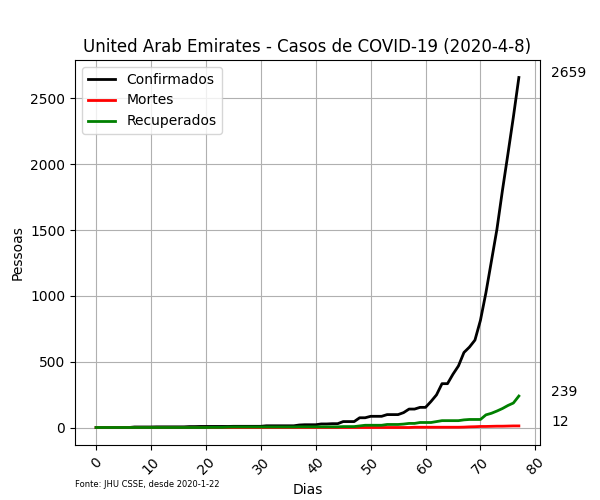 United Arab Emirates - Casos de COVID-19 (2020-4-8)
Confirmados
Mortes
Recuperados
2659
239
12
Pessoas
2500
2000
1500
1000
500
0
0
10
20
30
40
50
60
70
80
Dias
Fonte: JHU CSSE, desde 2020-1-22